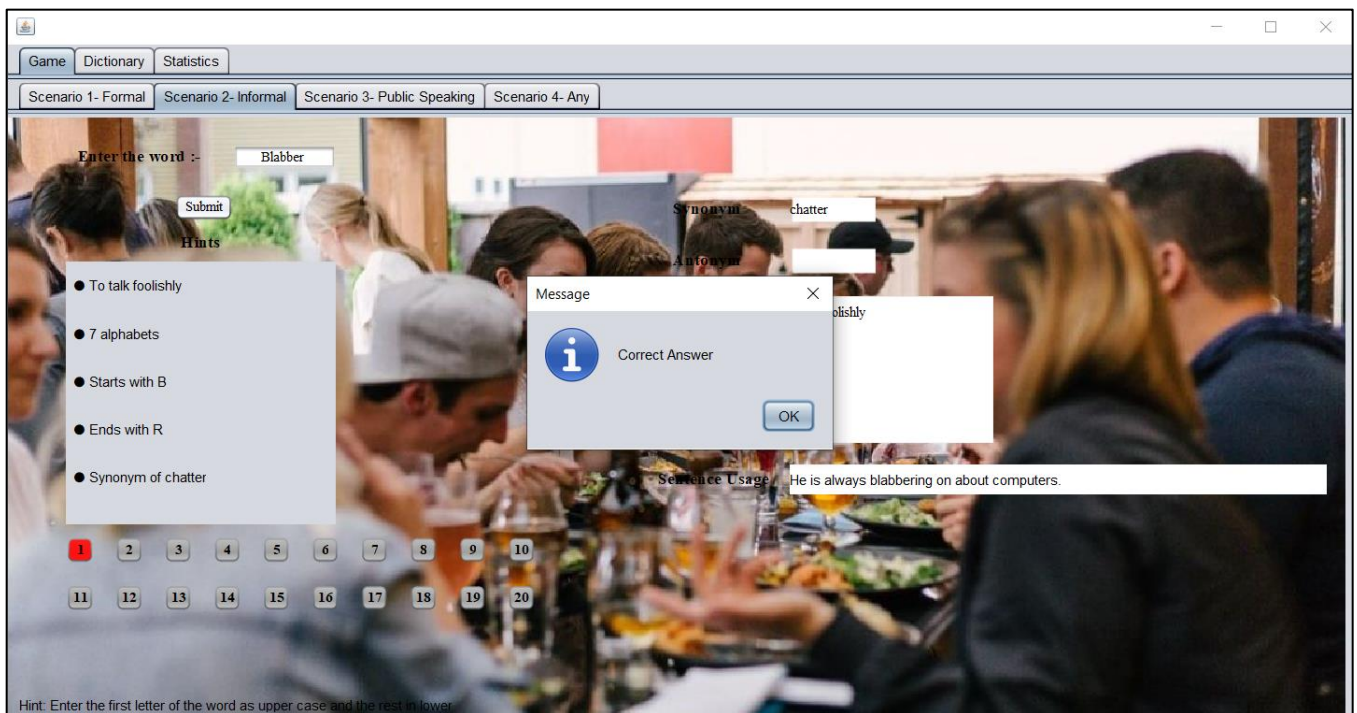 Game Dictionary Statistics
Scenario 1- Formal Scenario 2- Informal Scenario 3- Public Speaking Scenario 4- Any
Enter the word :- Blabber
Submit
Synonym chatter
Hints
Antonym
● To talk foolishly
● 7 alphabets
● Starts with B
● Ends with R
● Synonym of chatter
Message
Correct Answer
OK
Sentence Usage He is always blabbering on about computers.
1 2 3 4 5 6 7 8 9 10
11 12 13 14 15 16 17 18 19 20
Hint: Enter the first letter of the word as upper case and the rest in lower